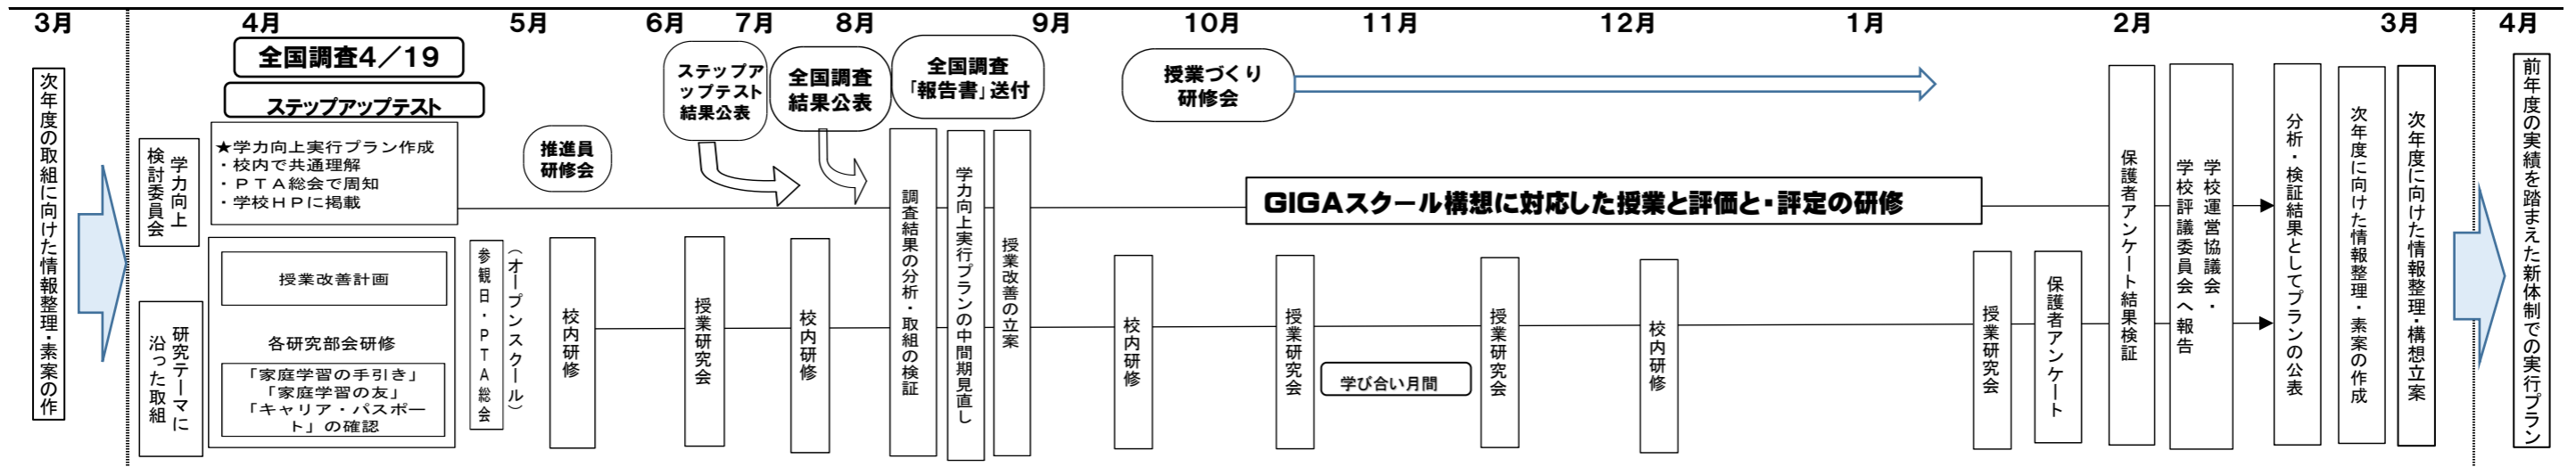 3月
4月
5月
6月
7月
8月
9月
10月
11月
12月
1月
2月
3月
4月
次年度の取組に向けた情報整理・素案の作
全国調査4／19
ステップアップテスト
学力向上
検討委員会
★学力向上実行プラン作成
・校内で共通理解
・ＰＴＡ総会で周知
・学校ＨＰに掲載
研究テーマに
沿った取組
授業改善計画
各研究部会研修
「家庭学習の手引き」
「家庭学習の友」
「キャリア・パスポー
ト」の確認
（オープンスクール）
参観日・ＰＴＡ総会
推進員
研修会
校内研修
ステップア
ップテスト
結果公表
授業研究会
全国調査
結果公表
校内研修
全国調査
「報告書」送付
調査結果の分析・取組の検証
学力向上実行プランの中間期見直し
授業改善の立案
授業づくり
研修会
校内研修
GIGAスクール構想に対応した授業と評価と・評定の研修
授業研究会
学び合い月間
授業研究会
校内研修
授業研究会
保護者アンケート
保護者アンケート結果検証
学校運営協議会・
学校評議委員会へ報告
分析・検証結果としてプランの公表
次年度に向けた情報整理・素案の作成
次年度に向けた情報整理・構想立案
前年度の実績を踏まえた新体制での実行プラン